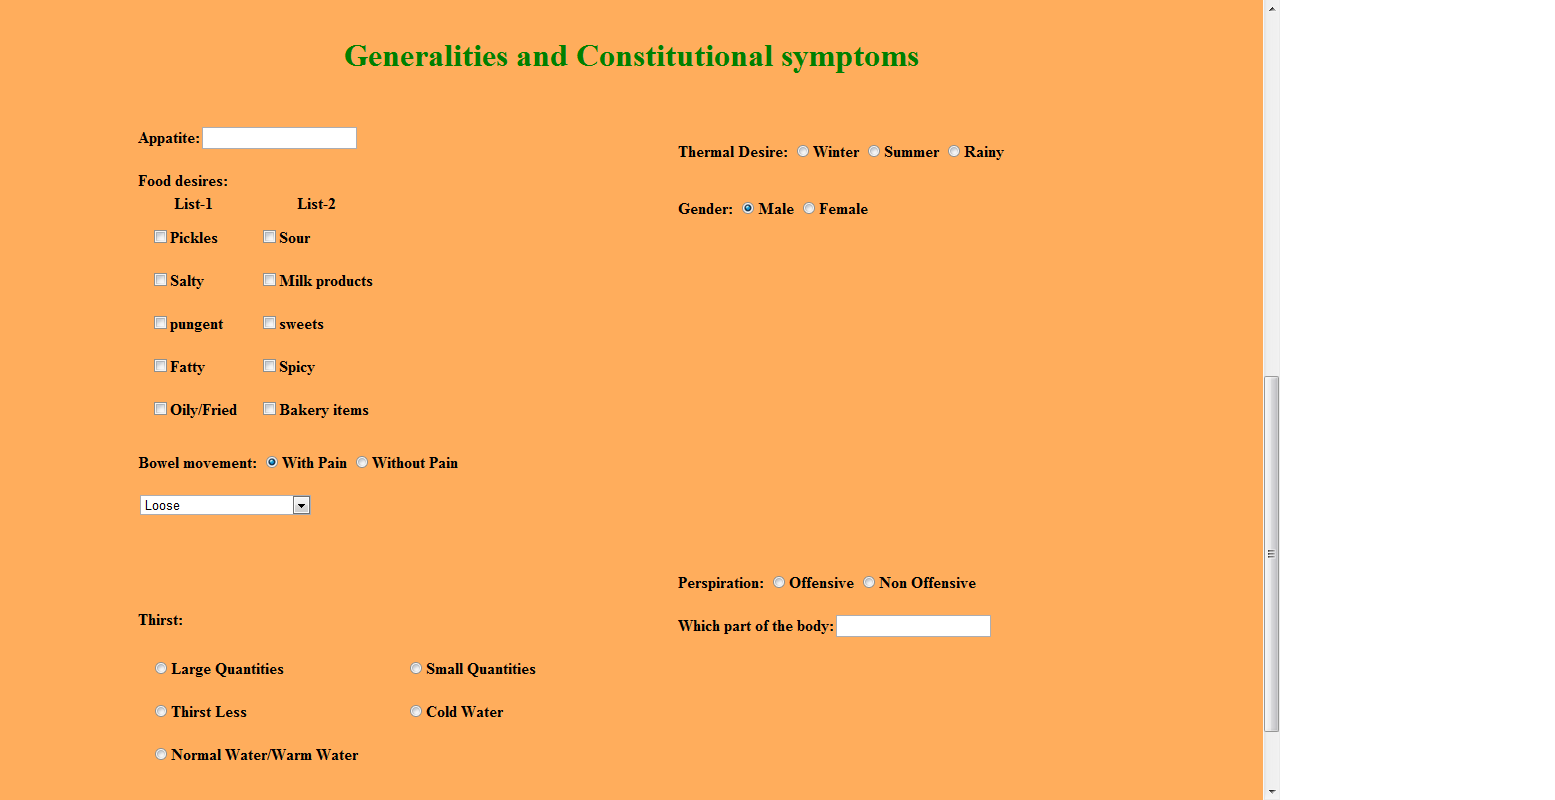 Generalities and Constitutional symptoms
Appatite:
Thermal Desire: Winter Summer Rainy
Food desires:
List-1 List-2
Gender: Male Female
Pickles Sour
Salty Milk products
pungent sweets
Fatty Spicy
Oily/Fried Bakery items
Bowel movement: With Pain Without Pain
Loose
Perspiration: Offensive Non Offensive
Thirst:
Which part of the body:
Large Quantities Small Quantities
Thirst Less Cold Water
Normal Water/Warm Water